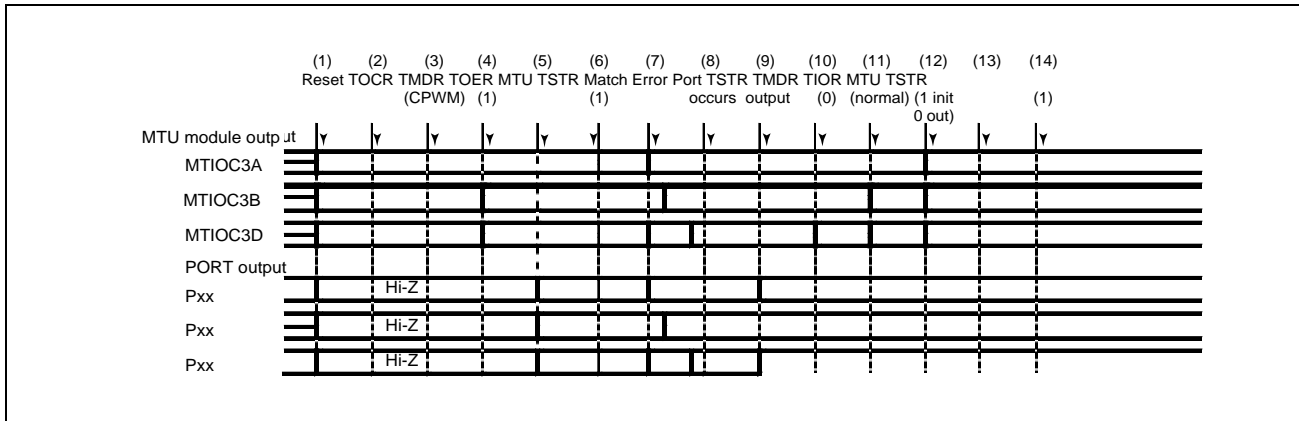 (1) (2) (3) (4) (5) (6) (7) (8) (9) (10) (11) (12) (13) (14)
Reset TOCR TMDR TOER MTU TSTR Match Error Port TSTR TMDR TIOR MTU TSTR
(CPWM) (1) (1) occurs output (0) (normal) (1 init (1)
0 out)
MTU module output
MTIOC3A
MTIOC3B
MTIOC3D
PORT output
Pxx Hi-Z
Pxx Hi-Z
Pxx Hi-Z